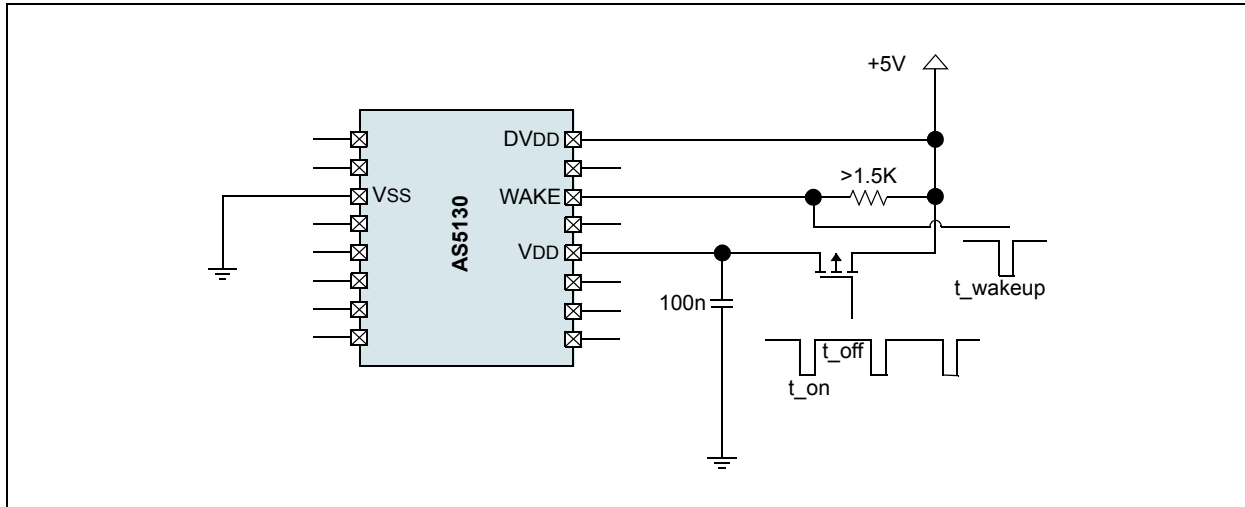 +5V
DVDD
>1.5K
VSS
WAKE
AS5130
VDD
t_wakeup
100n
t_off
t_on